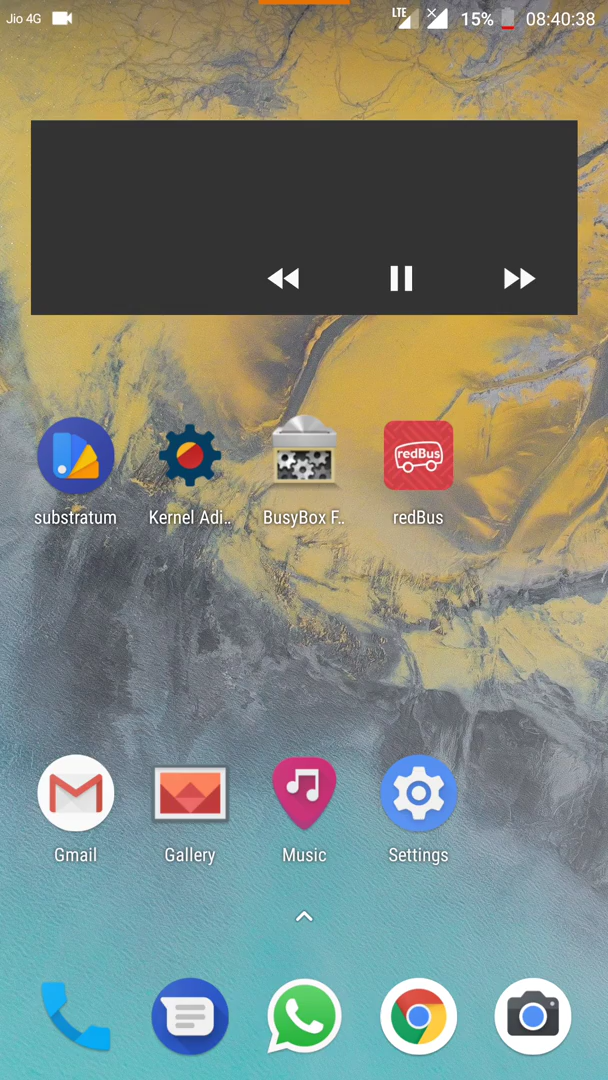 Jio 4G
LTE
15%
08:40:38
substratum
Kernel Adi..
BusyBox F..
redBus
redBus
Gmail
Gallery
Music
Settings